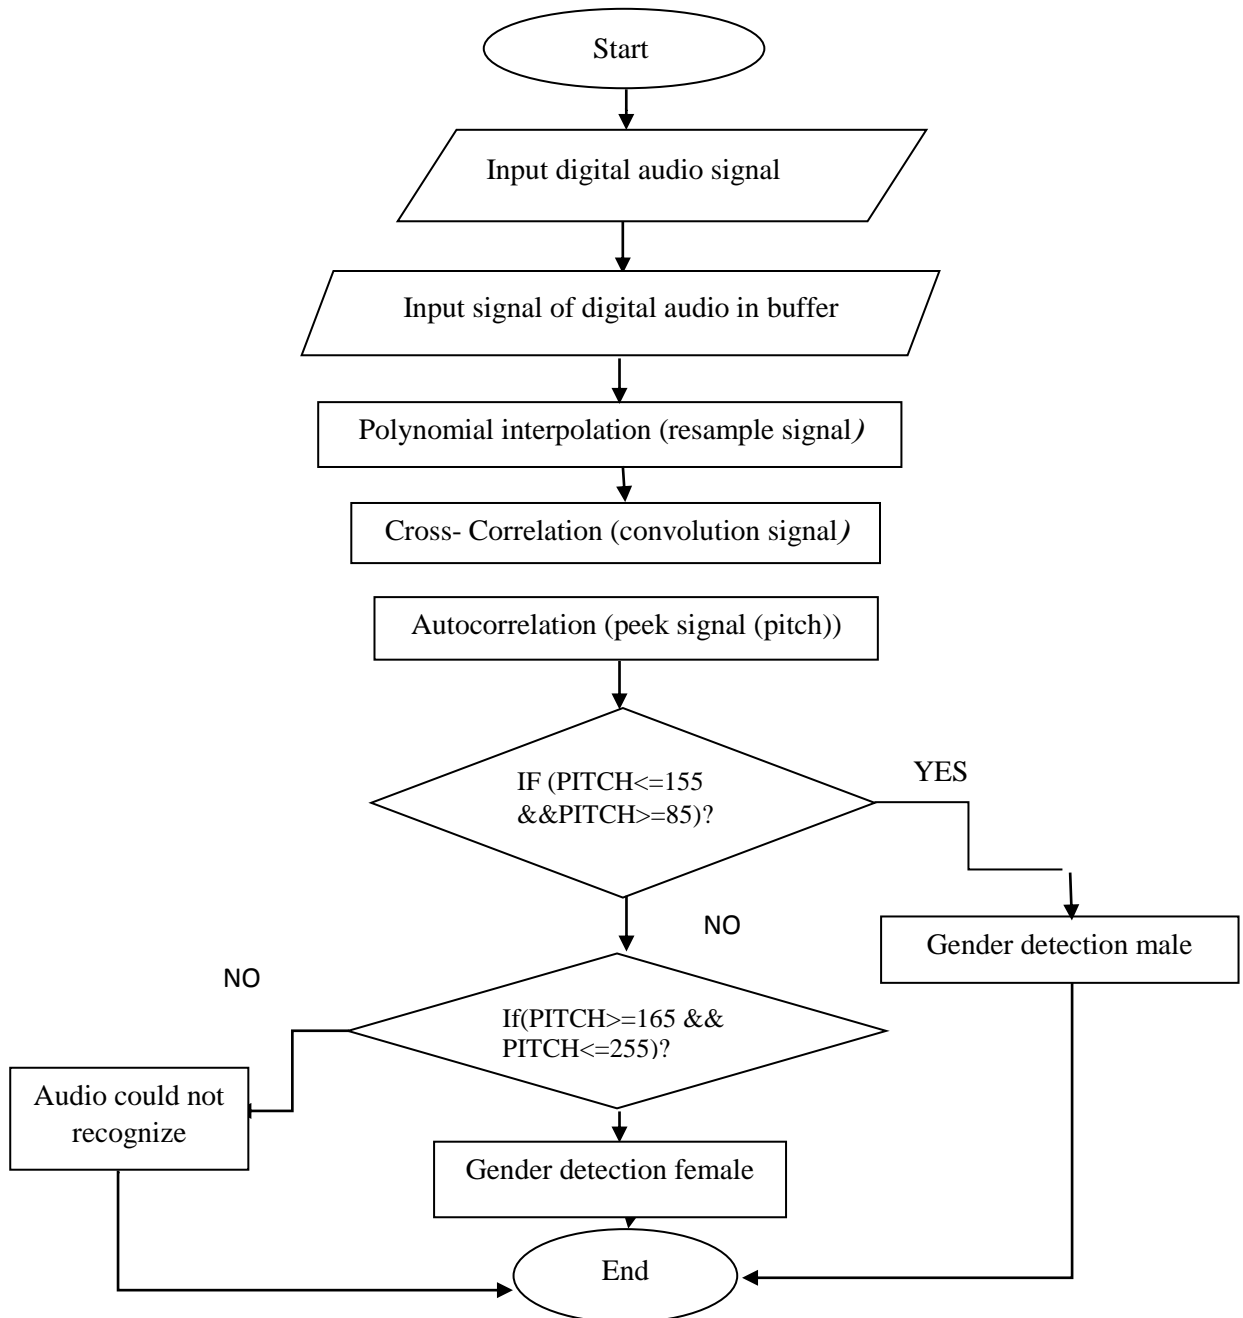 Start
Input digital audio signal
Input signal of digital audio in buffer
Polynomial interpolation (resample signal)
Cross- Correlation (convolution signal)
Autocorrelation (peek signal (pitch))
IF (PITCH<=155
&&PITCH>=85)?
YES
NO
Gender detection male
NO
If(PITCH>=165 &&
PITCH<=255)?
Audio could not
recognize
Gender detection female
End